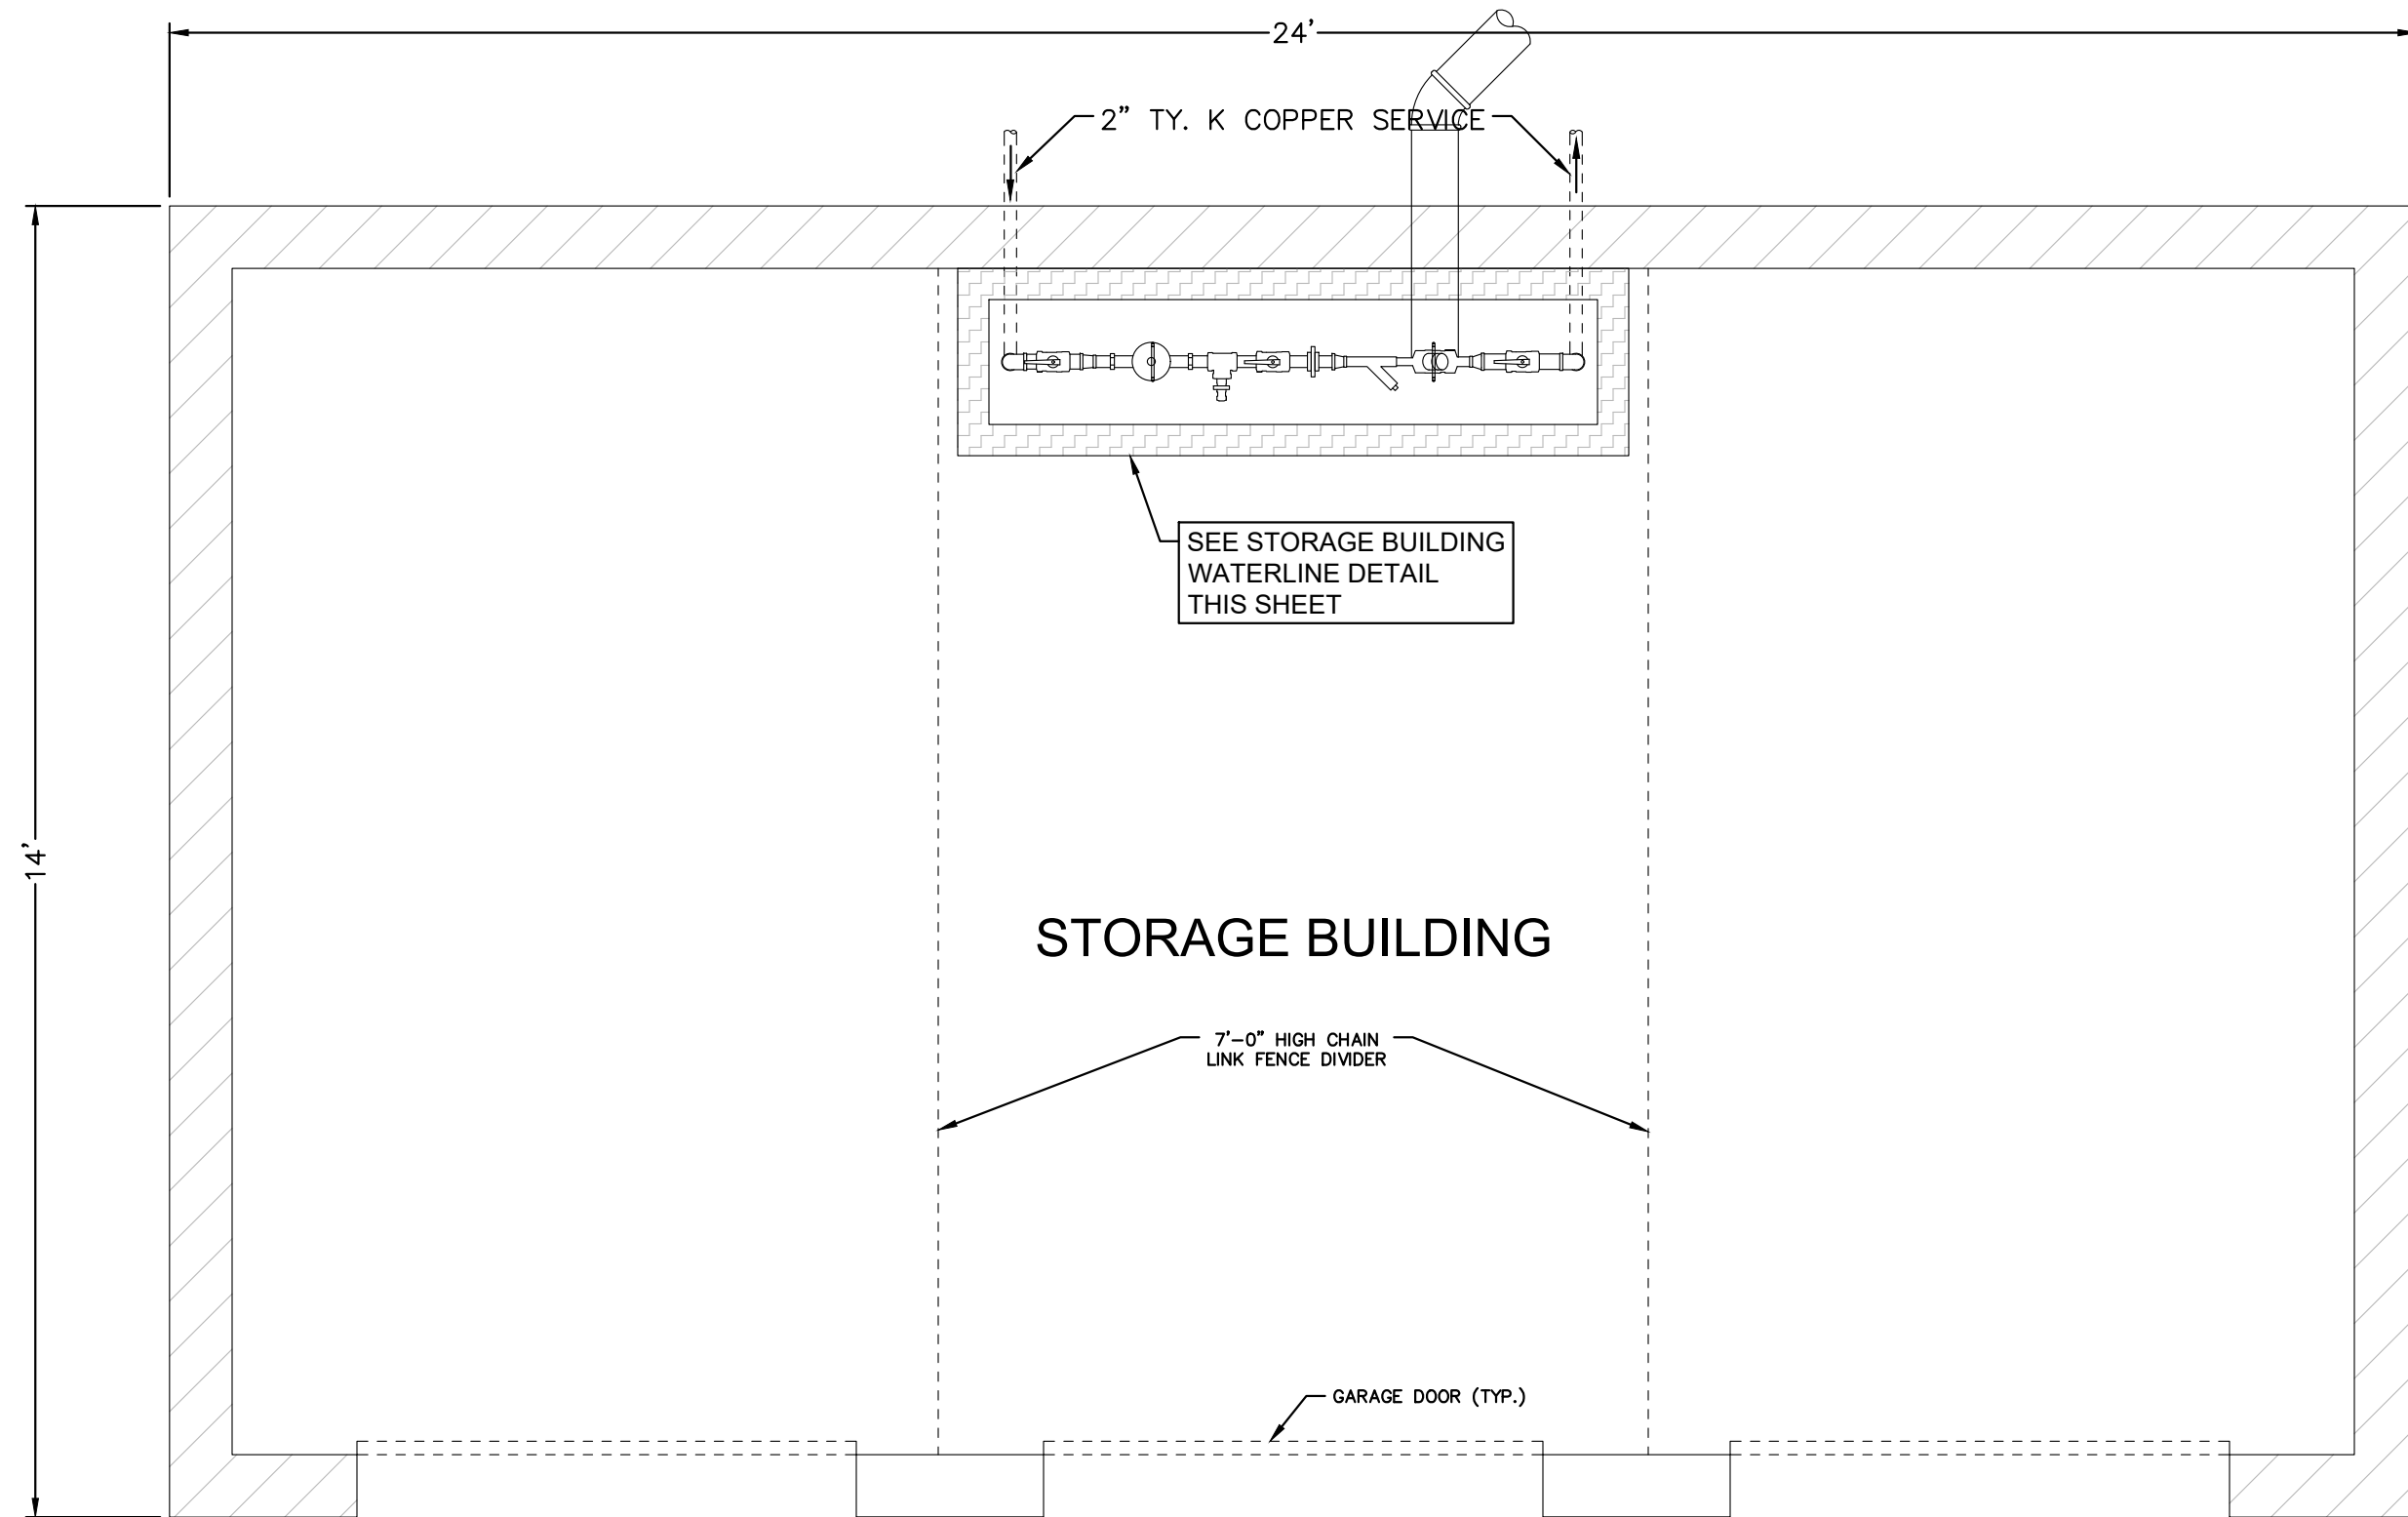 24'
2” TY. K COPPER SERVICE
SEE STORAGE BUILDING
WATERLINE DETAIL
THIS SHEET
14'
STORAGE BUILDING
7'-0" HIGH CHAIN
LINK FENCE DIVIDER
GARAGE DOOR (TYP.)